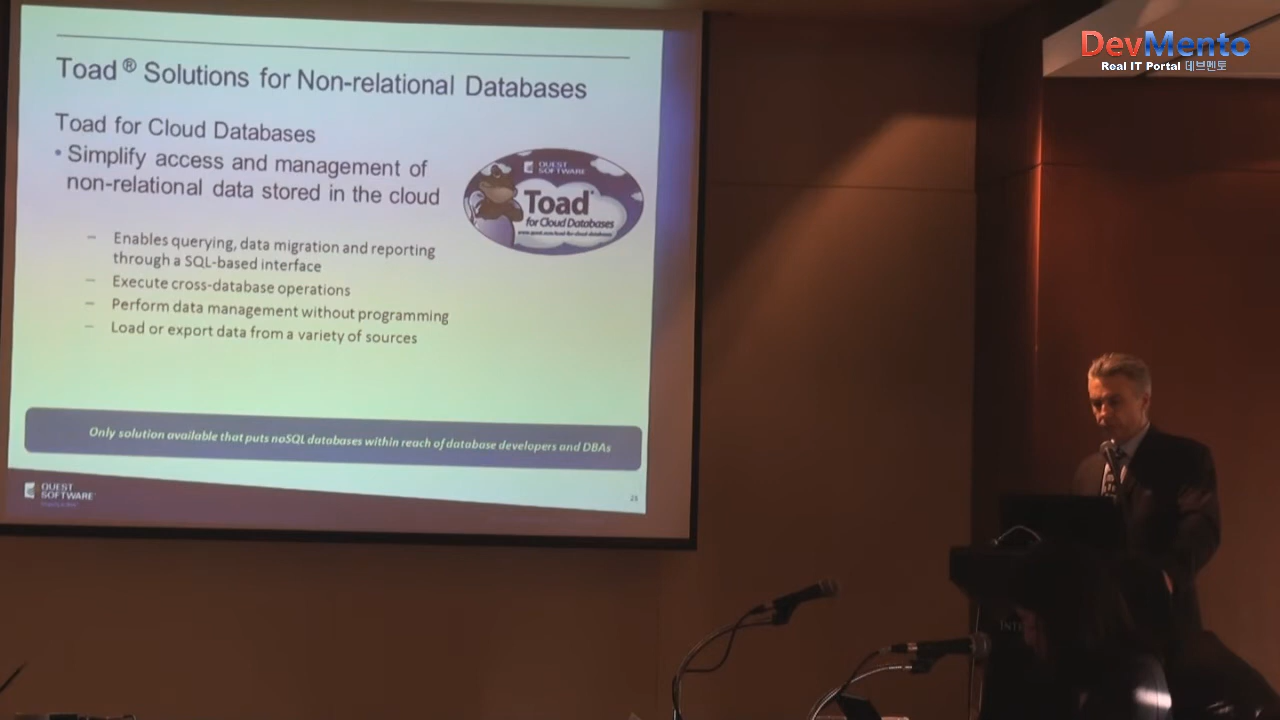 DevMento
Real IT Portal 데브멘토
Toad® Solutions for Non-relational Databases
Toad for Cloud Databases
• Simplify access and management of
non-relational data stored in the cloud
QUEST
SOFTWARE
Toad
for Cloud Databases
– Enables querying, data migration and reporting
through a SQL-based interface
– Execute cross-database operations
– Perform data management without programming
– Load or export data from a variety of sources
Only solution available that puts noSQL databases within reach of database developers and DBAs
QUEST
SOFTWARE